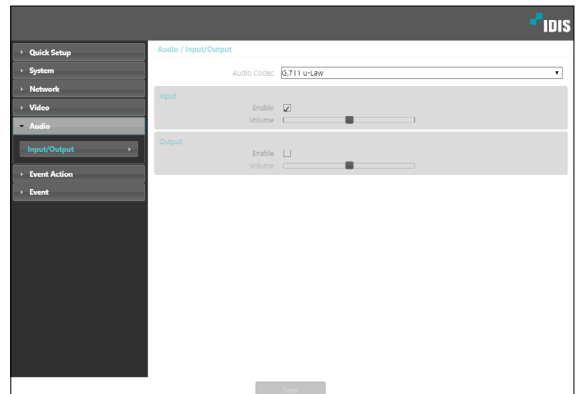 IDIS
Quick Setup
System
Network
Video
Audio
Input/Output
Event Action
Event
Audio / Input/Output
Audio Codec G.711 u-Law
Input
Enable
Volume
Output
Enable
Volume
Save